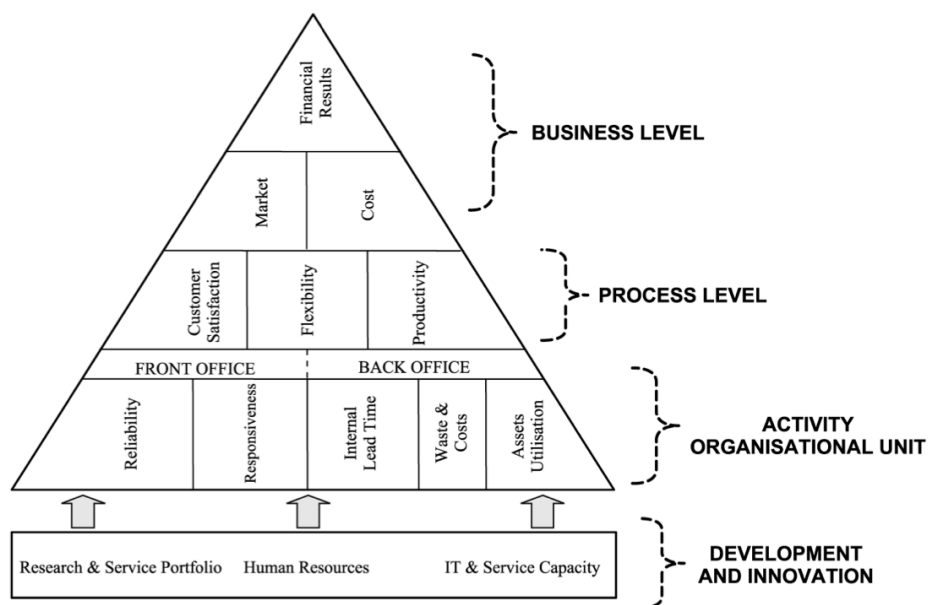 Financial
Results
BUSINESS LEVEL
Market
Cost
Customer
Satisfaction
Flexibility
Productivity
PROCESS LEVEL
FRONT OFFICE
BACK OFFICE
Reliability
Responsiveness
Internal
Lead Time
Waste &
Costs
Assets
Utilisation
ACTIVITY
ORGANISATIONAL UNIT
Research & Service Portfolio
Human Resources
IT & Service Capacity
DEVELOPMENT
AND INNOVATION